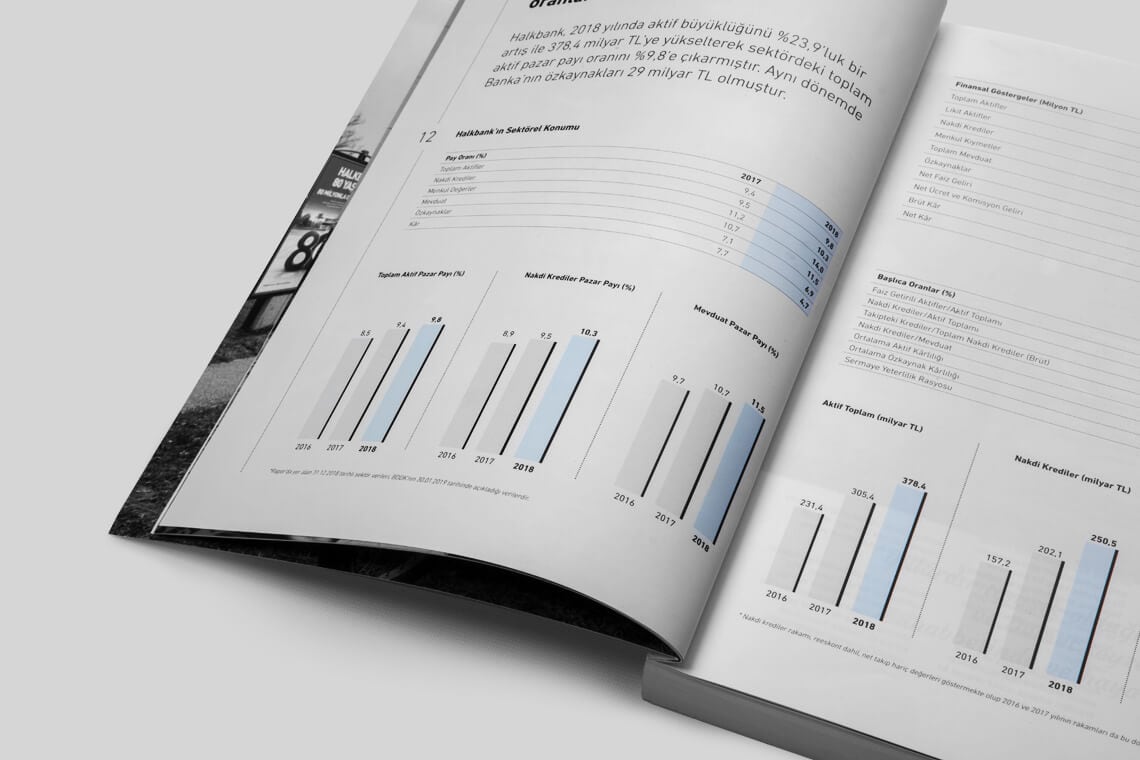 Halkbank, 2018 yılında aktif büyüklüğünü %23,9'luk bir
artış ile 378,4 milyar TL'ye yükselterek sektördeki toplam
aktif pazar payı oranını %9,8'e çıkarmıştır. Aynı dönemde
Banka'nın özkaynakları 29 milyar TL olmuştur.
12
Halkbank'ın Sektörel Konumu
Pay Oranı (%) 2017 2018
Toplam Aktifler 9,4 9,8
Nakdi Krediler 9,5 10,3
Menkul Değerler 11,2 14,0
Mevduat 10,7 11,5
Özkaynaklar 7,1 6,9
Kâr 7,7 4,7
Toplam Aktif Pazar Payı (%)
8,5 9,4 9,8
2016 2017 2018
Nakdi Krediler Pazar Payı (%)
8,9 9,5 10,3
2016 2017 2018
Mevduat Pazar Payı (%)
9,7 10,7 11,5
2016 2017 2018
*Rapor'da yer alan 31.12.2018 tarihli sektör verileri, BDDK'nın 30.01.2019 tarihinde açıkladığı verilerdir.
HALK
80 YAŞ
80
Finansal Göstergeler (Milyon TL)
Toplam Aktifler
Likit Aktifler
Nakdi Krediler
Menkul Kıymetler
Toplam Mevduat
Özkaynaklar
Net Faiz Geliri
Net Ücret ve Komisyon Geliri
Brüt Kâr
Net Kâr
Başlıca Oranlar (%)
Faiz Getirili Aktifler/Aktif Toplamı
Nakdi Krediler/Aktif Toplamı
Takipteki Krediler/Toplam Nakdi Krediler (Brüt)
Nakdi Krediler/Mevduat
Ortalama Aktif Kârlılığı
Ortalama Özkaynak Kârlılığı
Sermaye Yeterlilik Rasyosu
Aktif Toplam (milyar TL)
231,4 305,4 378,4
2016 2017 2018
Nakdi Krediler (milyar TL)
157,2 202,1 250,5
2016 2017 2018
* Nakdi krediler rakamı, reeskont dahil, net takip hariç değerleri göstermekte olup 2016 ve 2017 yılının rakamları da bu